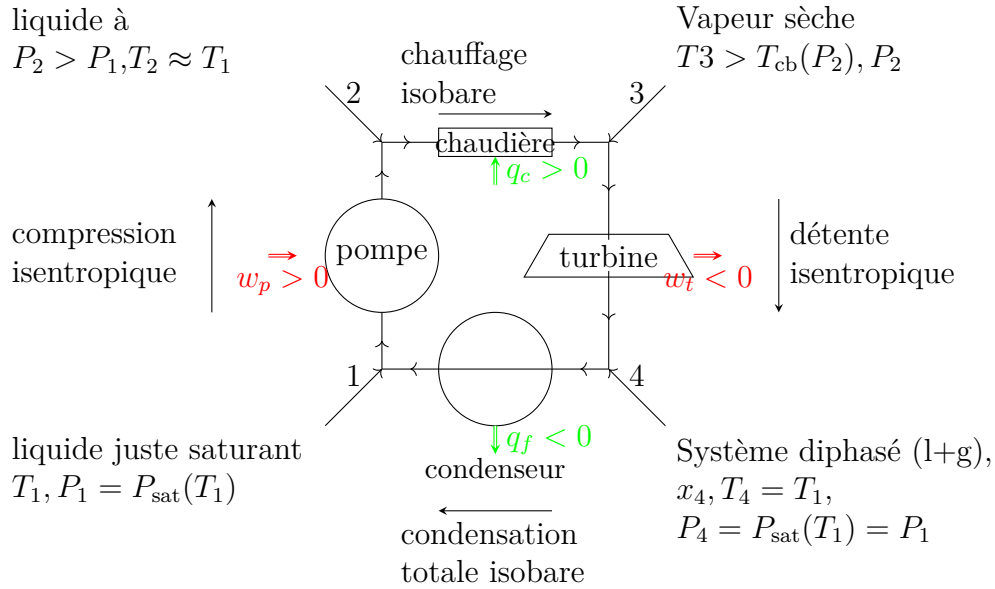 liquide à
P₂ > P₁,T₂ ≈ T₁
Vapeur sèche
T3 > T_cb(P₂), P₂
chauffage
isobare
2
3
chaudière
q_c > 0
compression
isentropique
w_p > 0
pompe
turbine
w_t < 0
détente
isentropique
1
4
liquide juste saturant
T₁, P₁ = P_sat(T₁)
q_f < 0
condenseur
condensation
totale isobare
Système diphasé (l+g),
x₄, T₄ = T₁,
P₄ = P_sat(T₁) = P₁